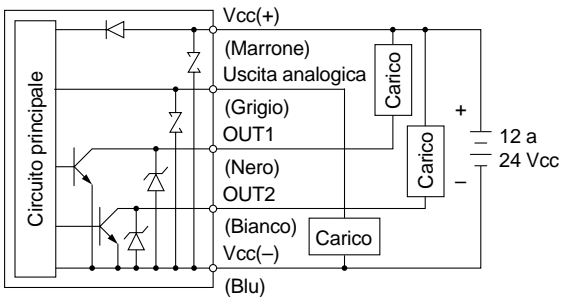 Circuito principale
Vcc(+)
(Marrone)
Uscita analogica
(Grigio)
OUT1
(Nero)
OUT2
(Bianco)
Vcc(–)
(Blu)
Carico
Carico
Carico
+
–
12 a
24 Vcc